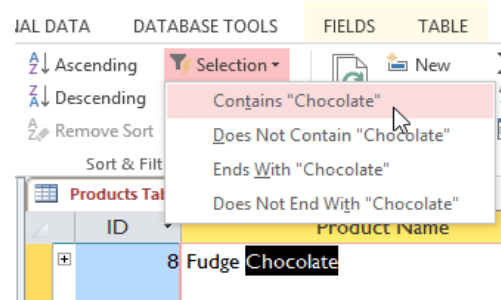 NAL DATA DATABASE TOOLS FIELDS TABLE
Ascending Selection New
Descending Contains "Chocolate"
Remove Sort Does Not Contain "Chocolate"
Ends With "Chocolate"
Sort & Filt
Does Not End With "Chocolate"
Products Tab
ID Product Name
8 Fudge Chocolate